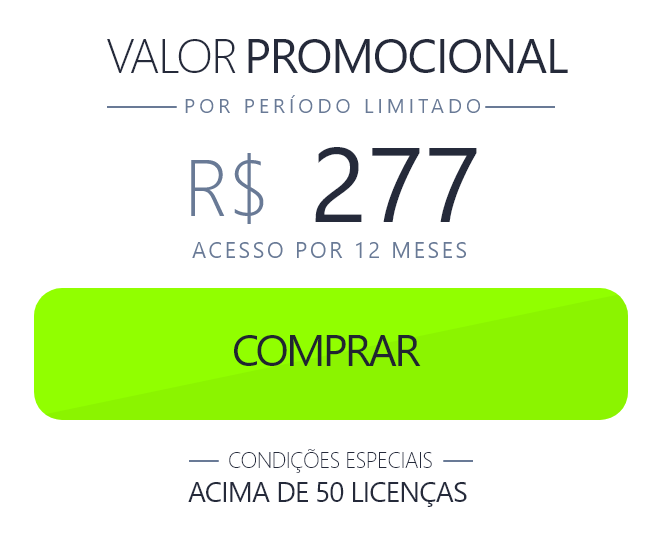 VALOR PROMOCIONAL
POR PERÍODO LIMITADO
R$ 277
ACESSO POR 12 MESES
COMPRAR
CONDIÇÕES ESPECIAIS
ACIMA DE 50 LICENÇAS